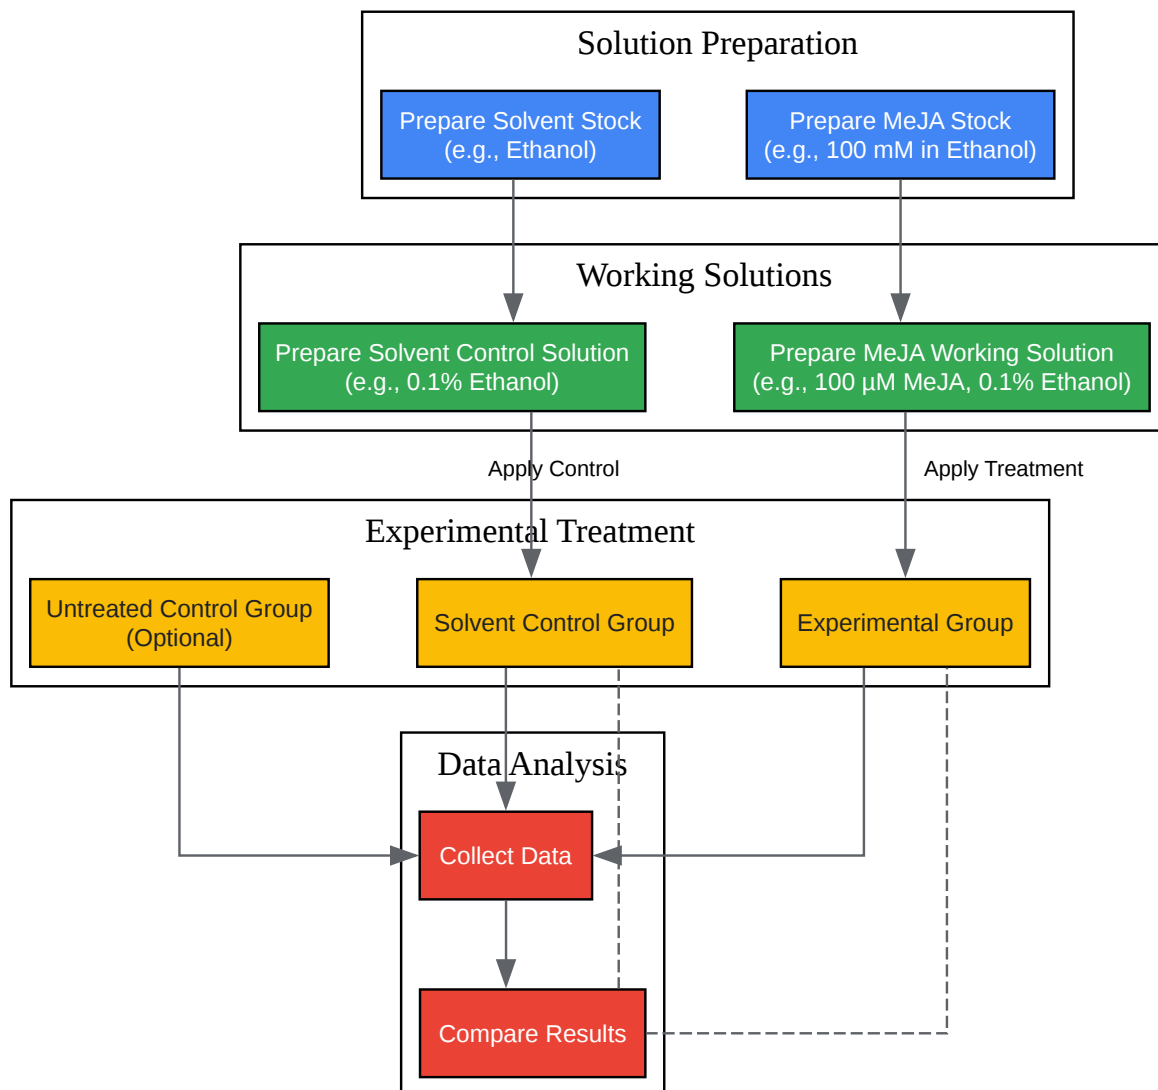 Solution Preparation
Prepare Solvent Stock
(e.g., Ethanol)
Prepare MeJA Stock
(e.g., 100 mM in Ethanol)
Working Solutions
Prepare Solvent Control Solution
(e.g., 0.1% Ethanol)
Prepare MeJA Working Solution
(e.g., 100 µM MeJA, 0.1% Ethanol)
Apply Control
Apply Treatment
Experimental Treatment
Untreated Control Group
(Optional)
Solvent Control Group
Experimental Group
Data Analysis
Collect Data
Compare Results